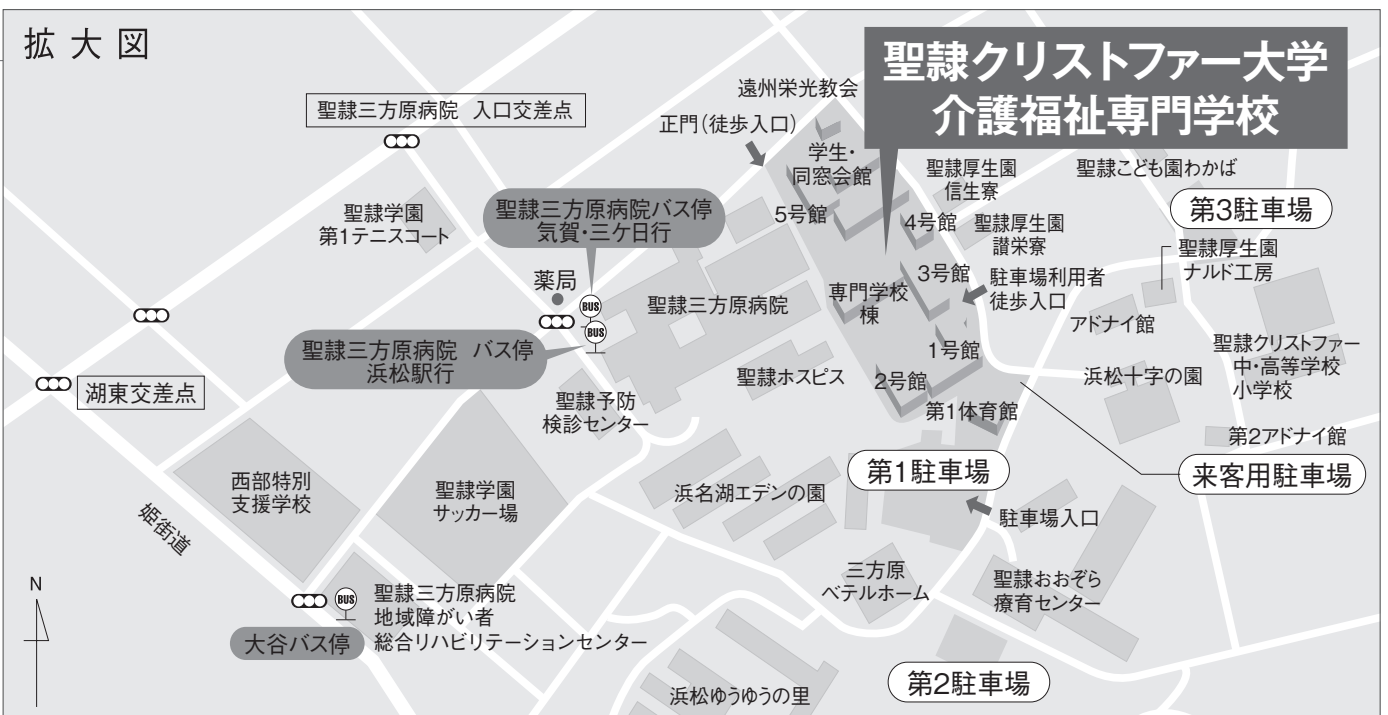 拡大図
聖隷クリストファー大学
介護福祉専門学校
遠州栄光教会
聖隷三方原病院 入口交差点
正門(徒歩入口)
学生・
同窓会館
聖隷厚生園
信生寮
聖隷こども園わかば
第3駐車場
聖隷学園
第1テニスコート
聖隷三方原病院バス停
気賀・三ケ日行
5号館
4号館
聖隷厚生園
讃栄寮
聖隷厚生園
ナルド工房
薬局
BUS
BUS
聖隷三方原病院
専門学校
棟
3号館
駐車場利用者
徒歩入口
アドナイ館
聖隷三方原病院 バス停
浜松駅行
1号館
聖隷クリストファー
中・高等学校
小学校
湖東交差点
聖隷予防
検診センター
聖隷ホスピス
2号館
第1体育館
浜松十字の園
第2アドナイ館
西部特別
支援学校
聖隷学園
サッカー場
浜名湖エデンの園
第1駐車場
来客用駐車場
駐車場入口
姫街道
三方原
ベテルホーム
聖隷おおぞら
療育センター
N
BUS
聖隷三方原病院
地域障がい者
総合リハビリテーションセンター
大谷バス停
浜松ゆうゆうの里
第2駐車場